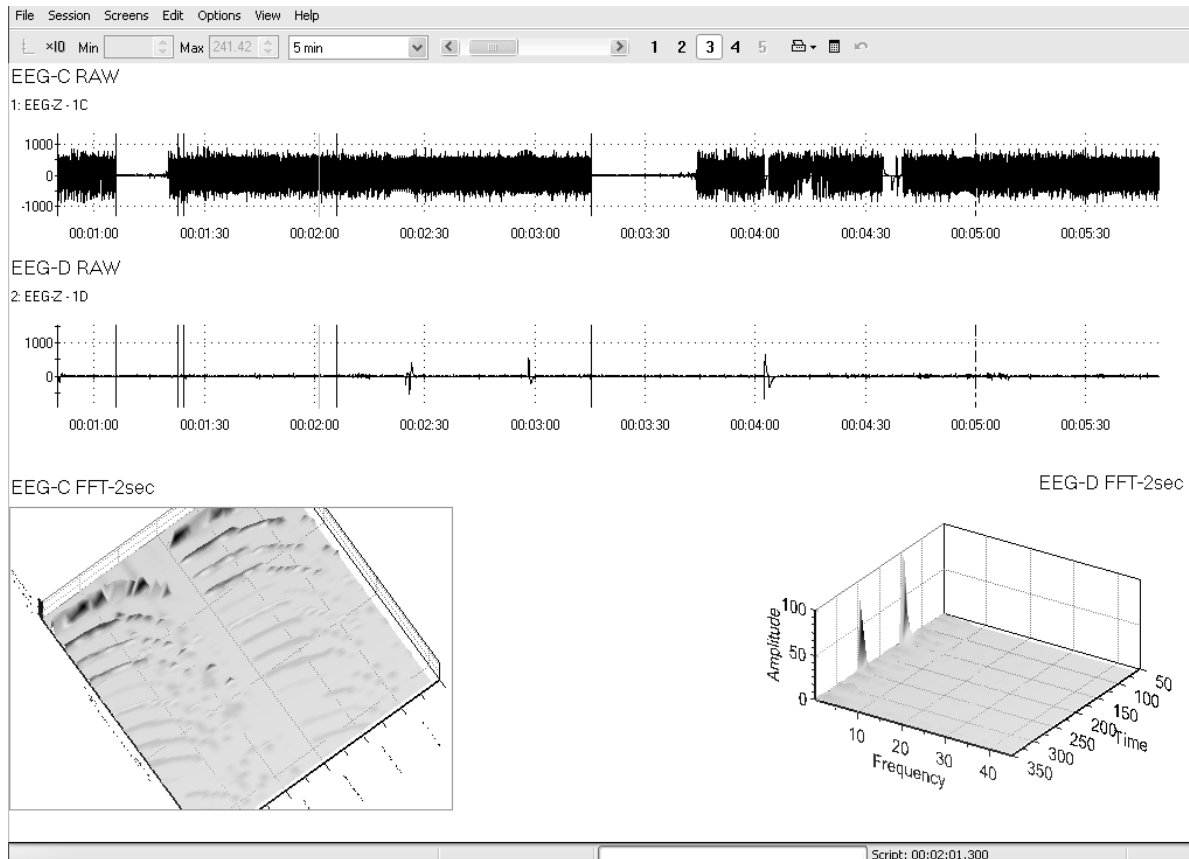 File Session Screens Edit Options View Help
×10 Min Max 241.42 5 min 1 2 3 4 5
EEG-C RAW
1: EEG-Z - 1C
1000
0
-1000
00:01:00 00:01:30 00:02:00 00:02:30 00:03:00 00:03:30 00:04:00 00:04:30 00:05:00 00:05:30
EEG-D RAW
2: EEG-Z - 1D
1000
0
00:01:00 00:01:30 00:02:00 00:02:30 00:03:00 00:03:30 00:04:00 00:04:30 00:05:00 00:05:30
EEG-C FFT-2sec
EEG-D FFT-2sec
Amplitude
100
50
0
10 20 30 40
Frequency
50
100
150
200
250
300
350
Time
Script: 00:02:01.300